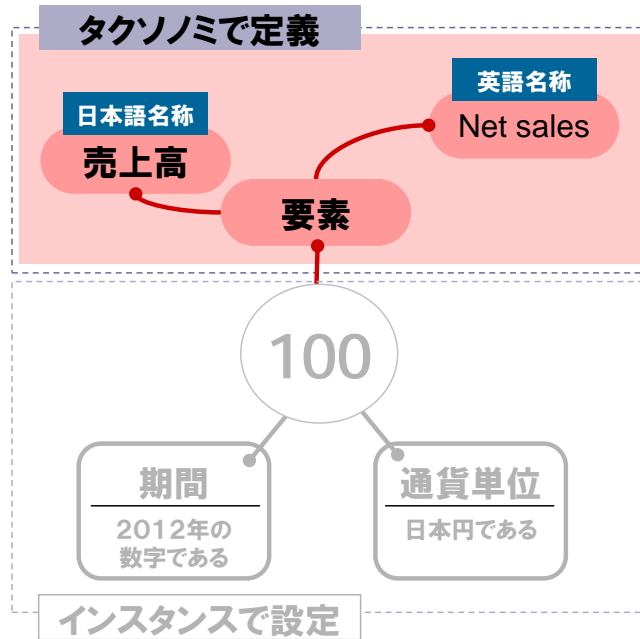 タクソノミで定義
英語名称
Net sales
日本語名称
売上高
要素
100
期間
2012年の
数字である
通貨単位
日本円である
インスタンスで設定